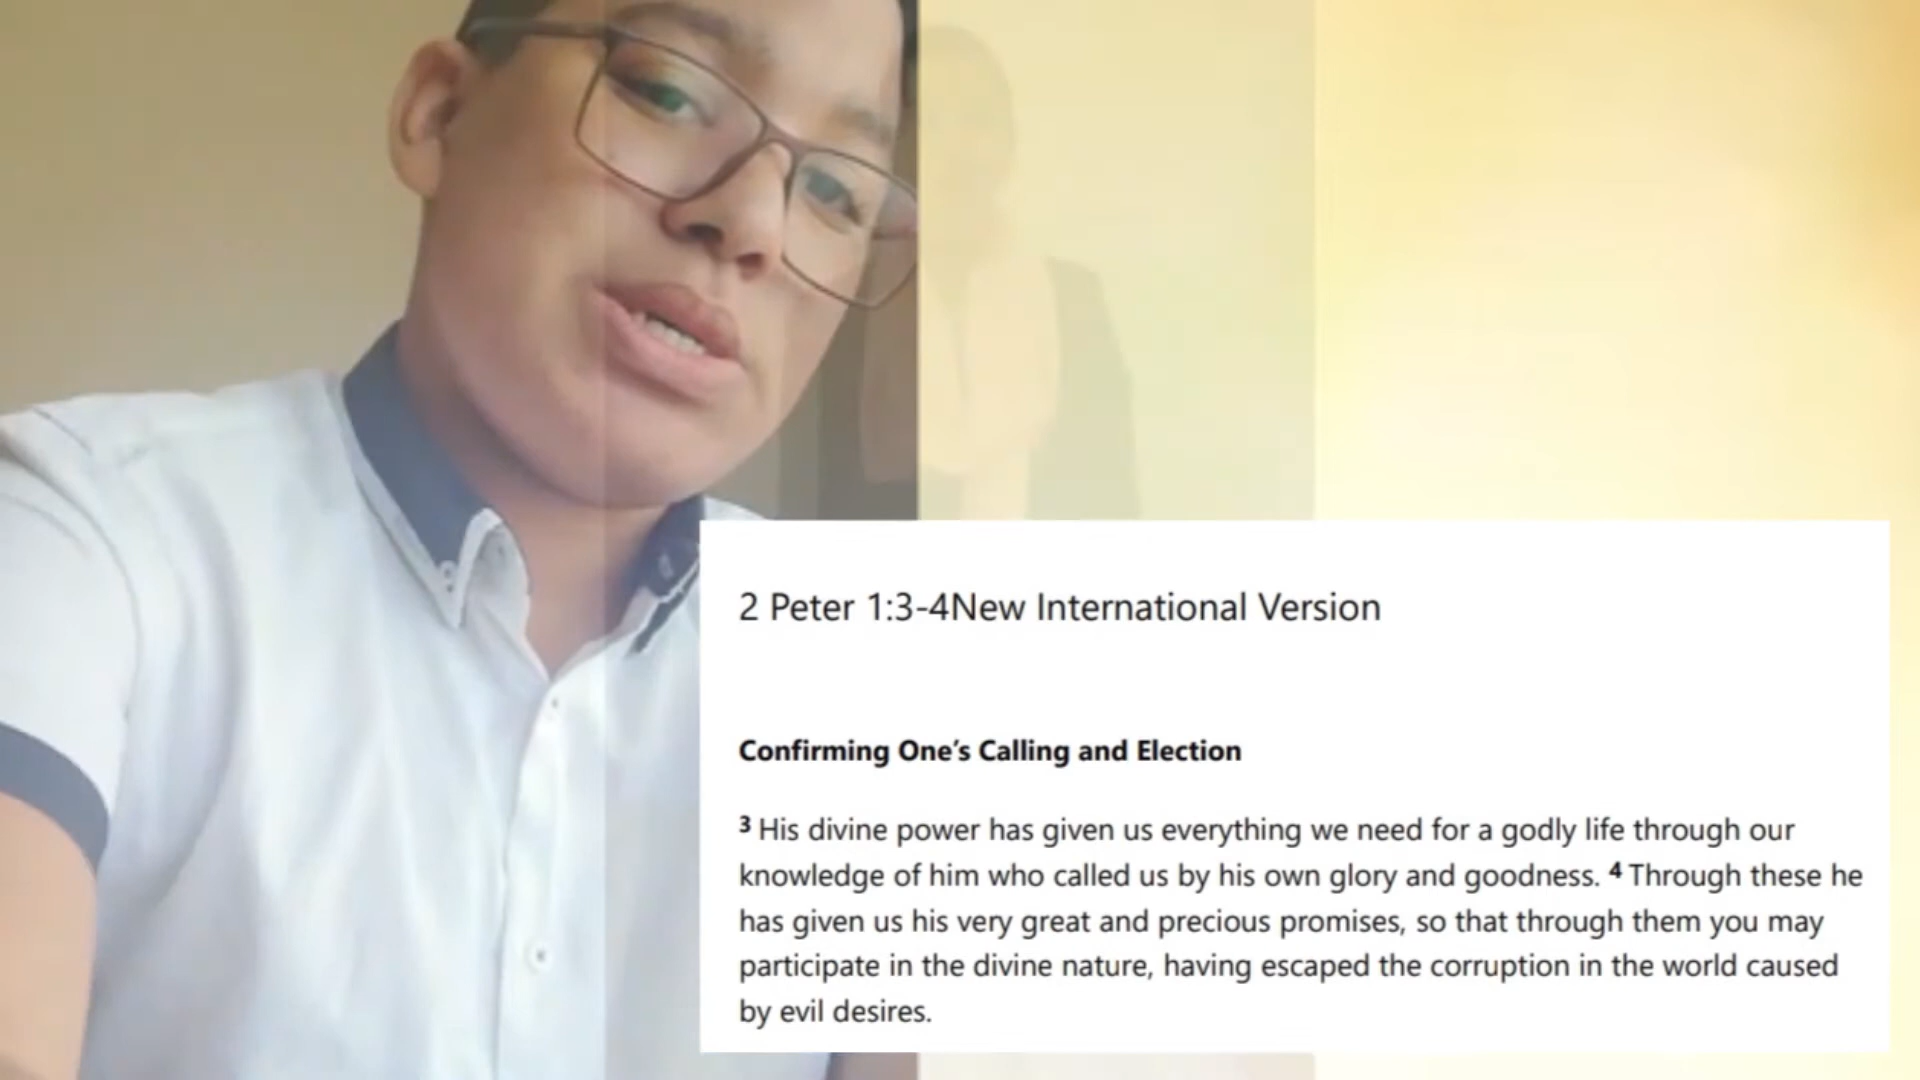 2 Peter 1:3-4New International Version
Confirming One’s Calling and Election
3 His divine power has given us everything we need for a godly life through our
knowledge of him who called us by his own glory and goodness. 4 Through these he
has given us his very great and precious promises, so that through them you may
participate in the divine nature, having escaped the corruption in the world caused
by evil desires.